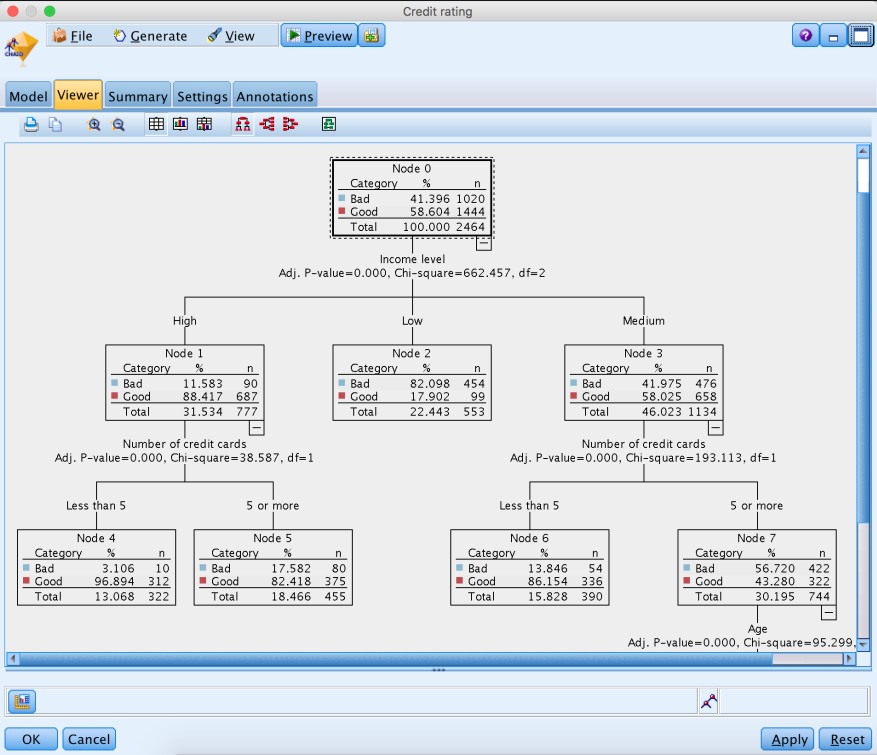 Credit rating
File Generate View Preview
CHAID
Model Viewer Summary Settings Annotations
Node 0
Category % n
Bad 41.396 1020
Good 58.604 1444
Total 100.000 2464
Income level
Adj. P-value=0.000, Chi-square=662.457, df=2
High Low Medium
Node 1
Category % n
Bad 11.583 90
Good 88.417 687
Total 31.534 777
Node 2
Category % n
Bad 82.098 454
Good 17.902 99
Total 22.443 553
Node 3
Category % n
Bad 41.975 476
Good 58.025 658
Total 46.023 1134
Number of credit cards
Adj. P-value=0.000, Chi-square=38.587, df=1
Number of credit cards
Adj. P-value=0.000, Chi-square=193.113, df=1
Less than 5 5 or more Less than 5 5 or more
Node 4
Category % n
Bad 3.106 10
Good 96.894 312
Total 13.068 322
Node 5
Category % n
Bad 17.582 80
Good 82.418 375
Total 18.466 455
Node 6
Category % n
Bad 13.846 54
Good 86.154 336
Total 15.828 390
Node 7
Category % n
Bad 56.720 422
Good 43.280 322
Total 30.195 744
Age
Adj. P-value=0.000, Chi-square=95.299,
OK Cancel Apply Reset